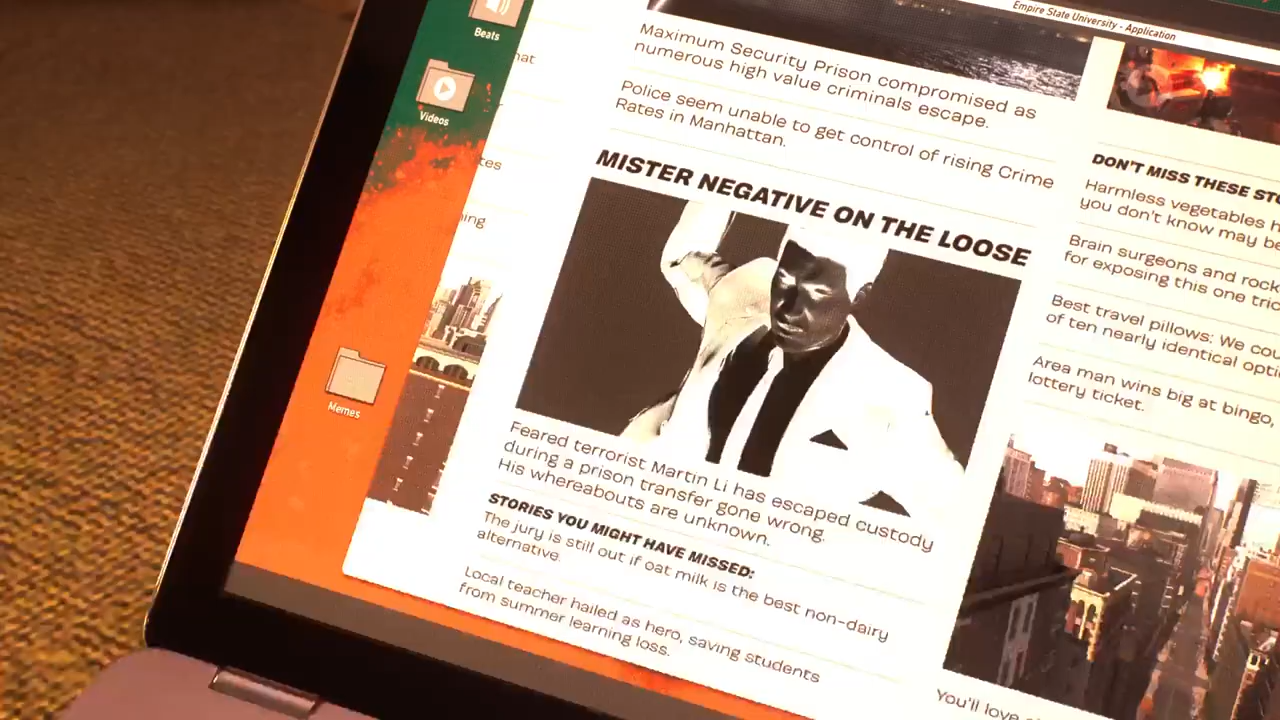 Empire State University - Application
Beats
Videos
Memes
Maximum Security Prison compromised as
numerous high value criminals escape.
Police seem unable to get control of rising Crime
Rates in Manhattan.
MISTER NEGATIVE ON THE LOOSE
Feared terrorist Martin Li has escaped custody
during a prison transfer gone wrong.
His whereabouts are unknown.
STORIES YOU MIGHT HAVE MISSED:
The jury is still out if oat milk is the best non-dairy
alternative.
Local teacher hailed as hero, saving students
from summer learning loss.
DON'T MISS THESE
Harmless vegetables
you don't know may be
Brain surgeons and
for exposing this one
Best travel pillows: We
of ten nearly identical
Area man wins big at bingo,
lottery ticket.
You'll love